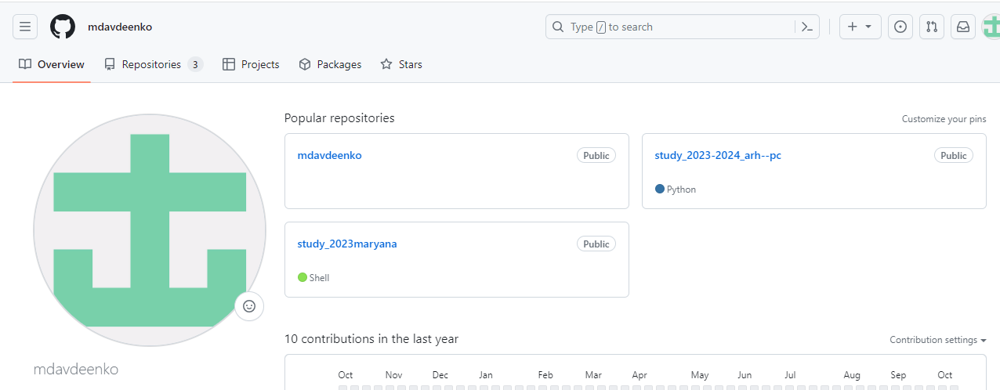 mdavdeenko
Type / to search
Overview
Repositories 3
Projects
Packages
Stars
Popular repositories
Customize your pins
mdavdeenko Public
study_2023-2024_arh--pc Public
Python
study_2023maryana Public
Shell
10 contributions in the last year
Contribution settings
mdavdeenko
Oct Nov Dec Jan Feb Mar Apr May Jun Jul Aug Sep Oct